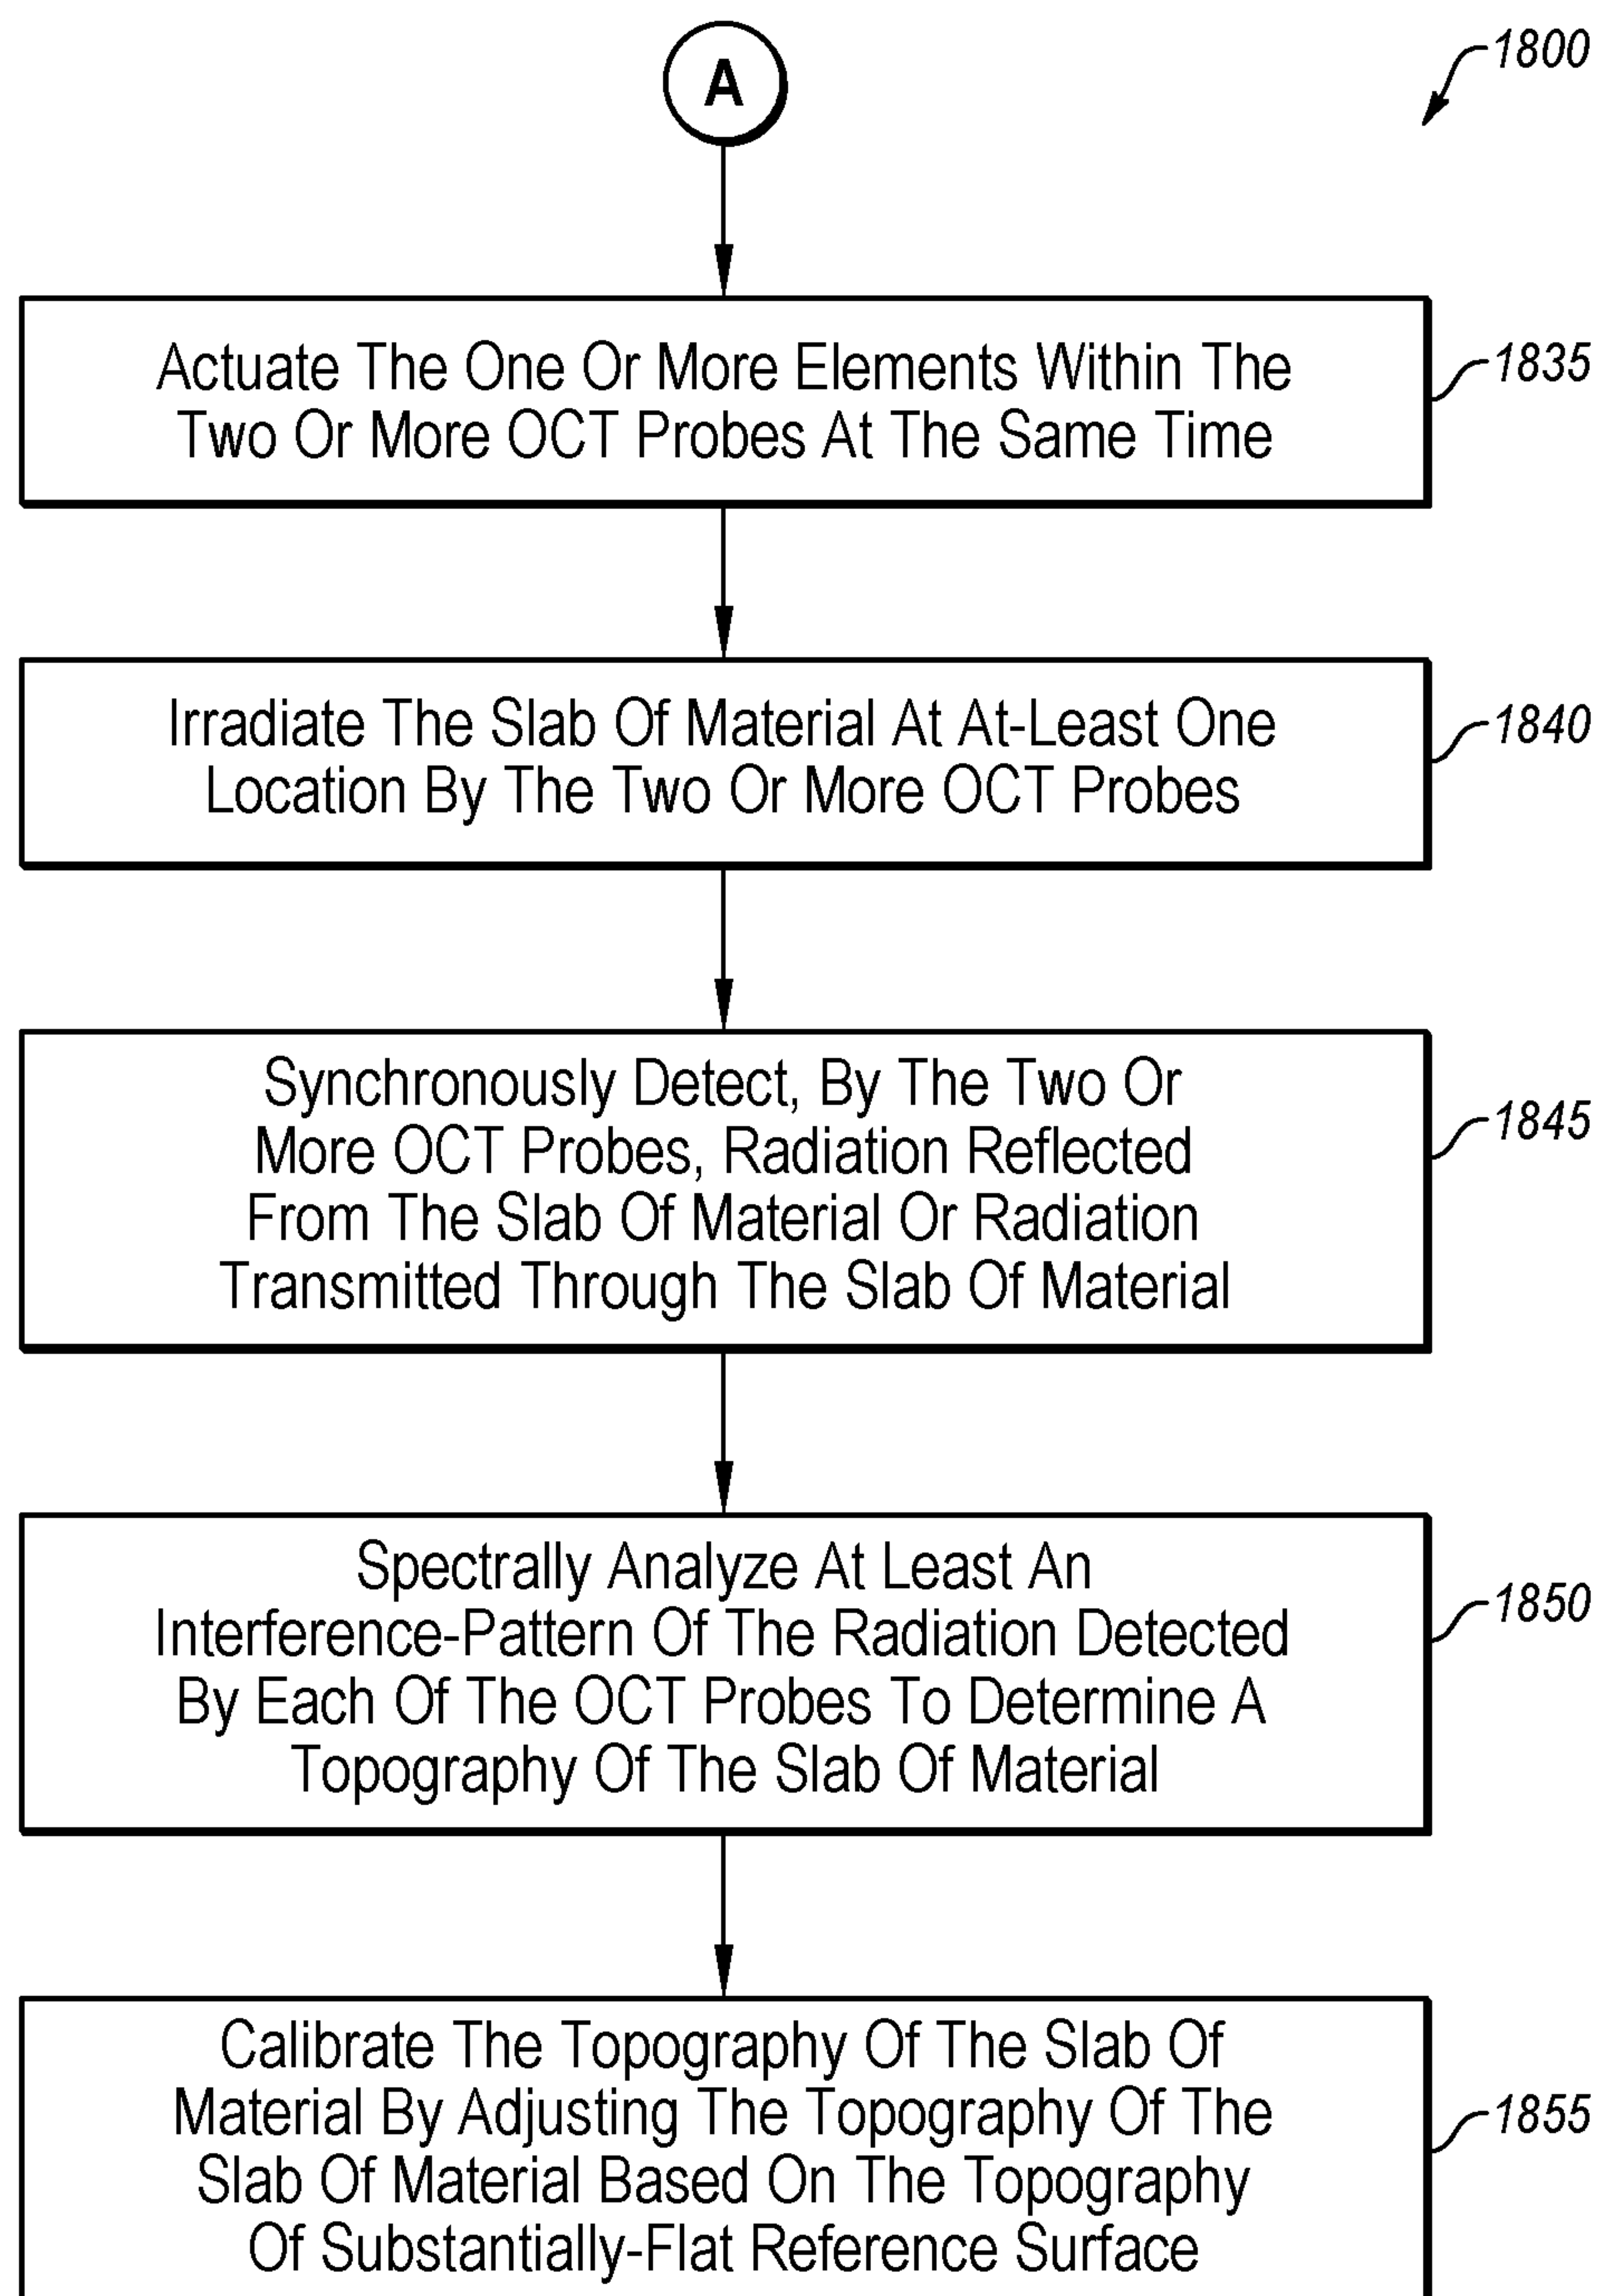 A
1800
Actuate The One Or More Elements Within The
Two Or More OCT Probes At The Same Time
1835
Irradiate The Slab Of Material At At-Least One
Location By The Two Or More OCT Probes
1840
Synchronously Detect, By The Two Or
More OCT Probes, Radiation Reflected
From The Slab Of Material Or Radiation
Transmitted Through The Slab Of Material
1845
Spectrally Analyze At Least An
Interference-Pattern Of The Radiation Detected
By Each Of The OCT Probes To Determine A
Topography Of The Slab Of Material
1850
Calibrate The Topography Of The Slab Of
Material By Adjusting The Topography Of The
Slab Of Material Based On The Topography
Of Substantially-Flat Reference Surface
1855